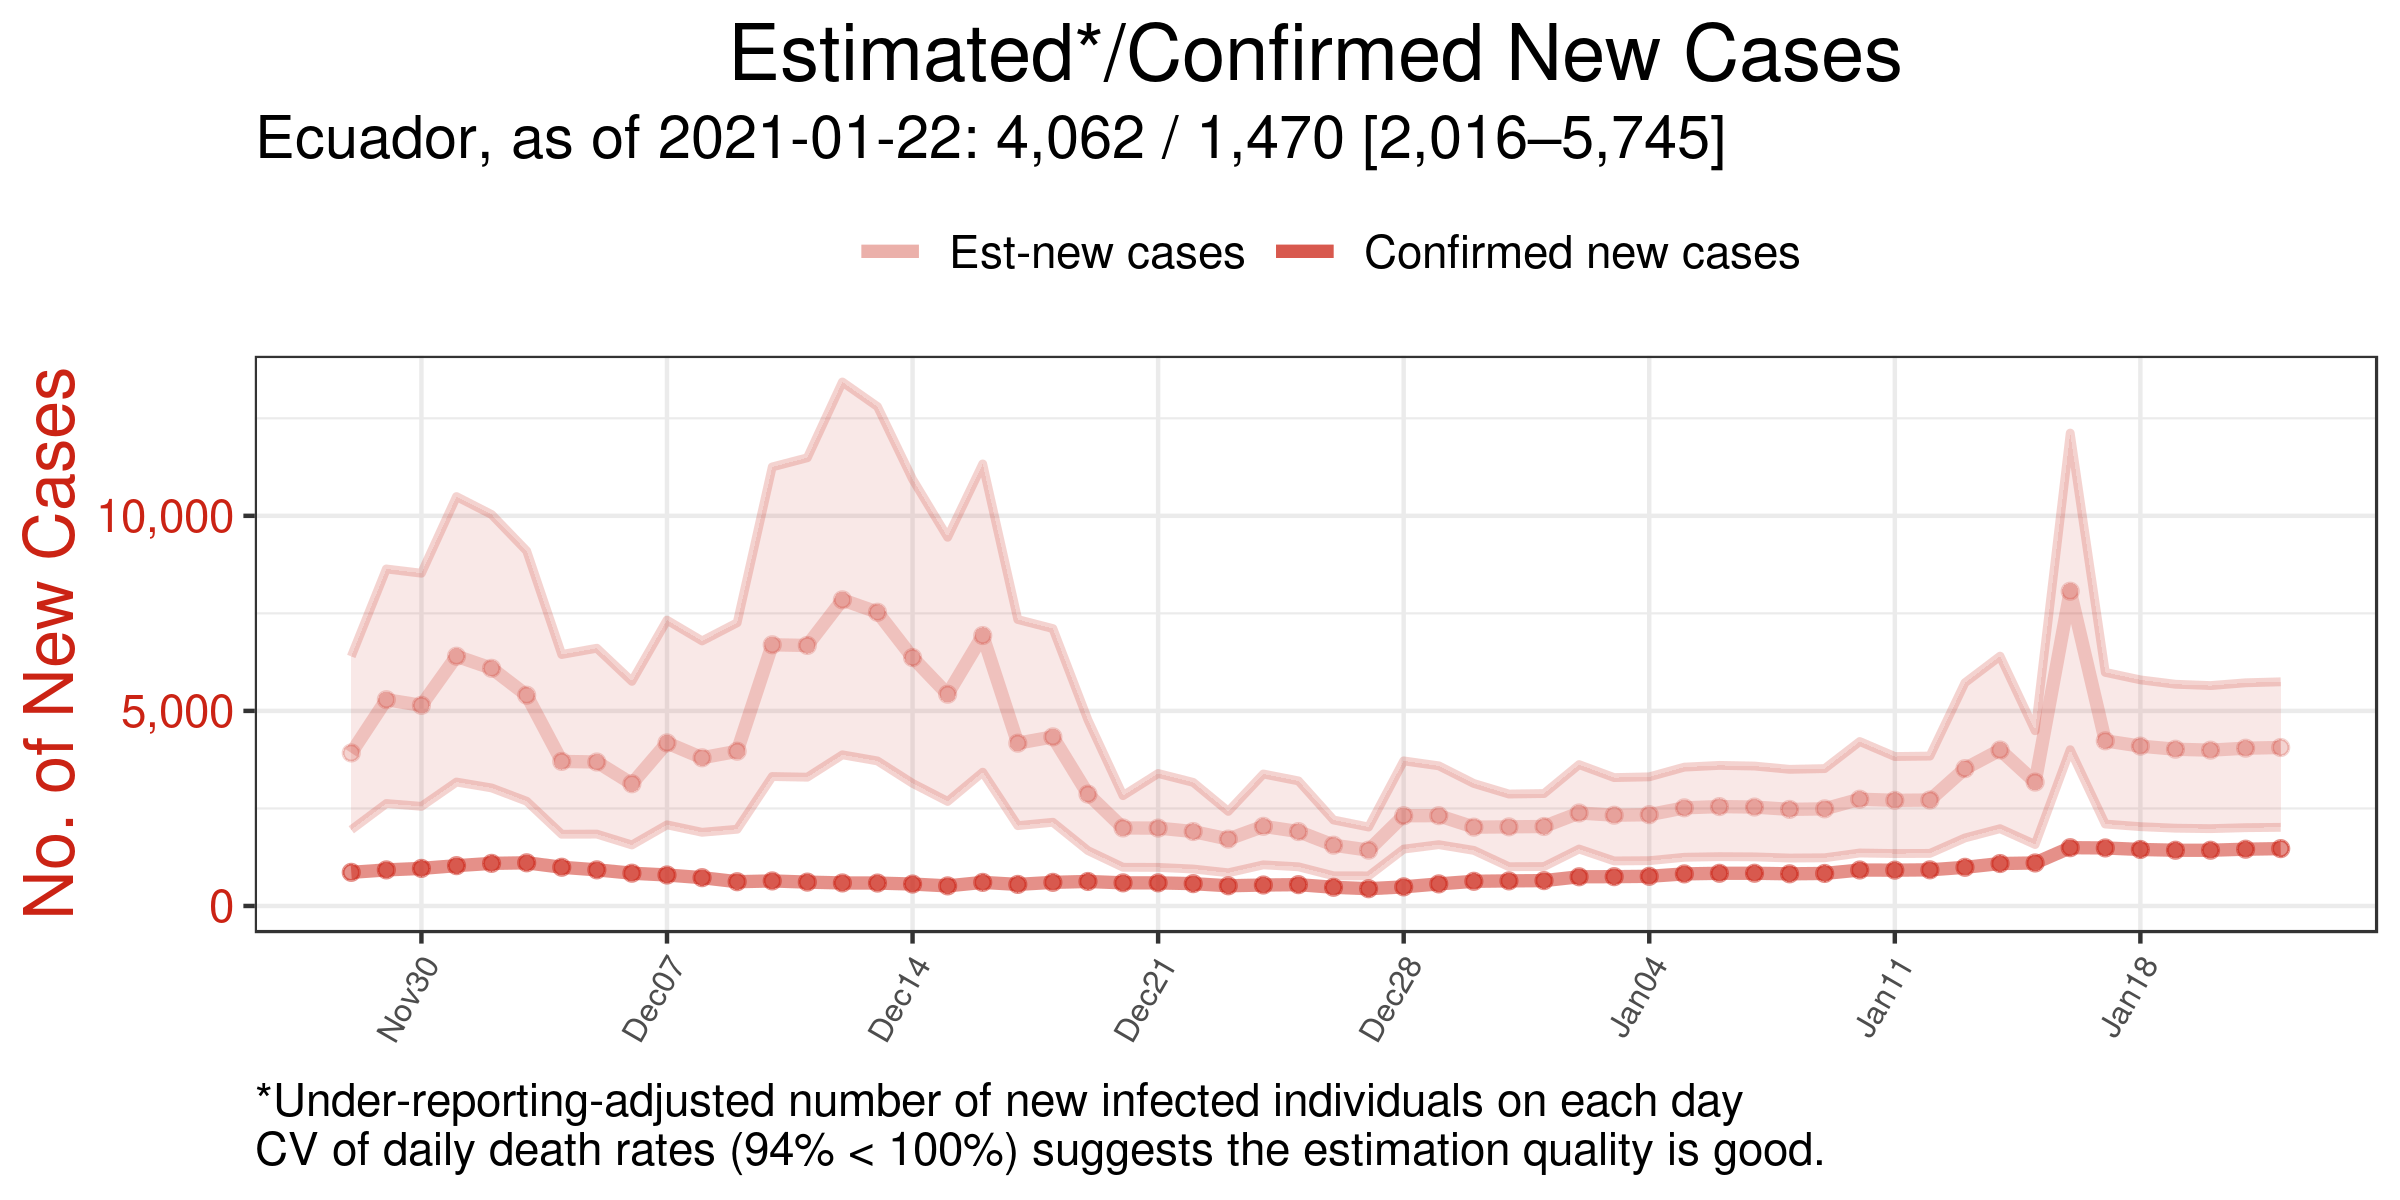 Estimated*/Confirmed New Cases
Ecuador, as of 2021-01-22: 4,062 / 1,470 [2,016–5,745]
Est-new cases
Confirmed new cases
No. of New Cases
10,000
5,000
0
Nov30
Dec07
Dec14
Dec21
Dec28
Jan04
Jan11
Jan18
*Under-reporting-adjusted number of new infected individuals on each day
CV of daily death rates (94% < 100%) suggests the estimation quality is good.